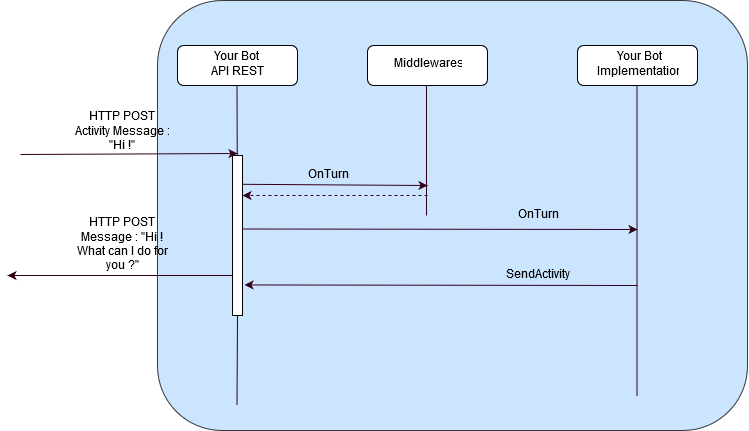 Your Bot
API REST
Middlewares
Your Bot
Implementation
HTTP POST
Activity Message :
"Hi !"
OnTurn
HTTP POST
Message : "Hi !
What can I do for
you ?"
OnTurn
SendActivity